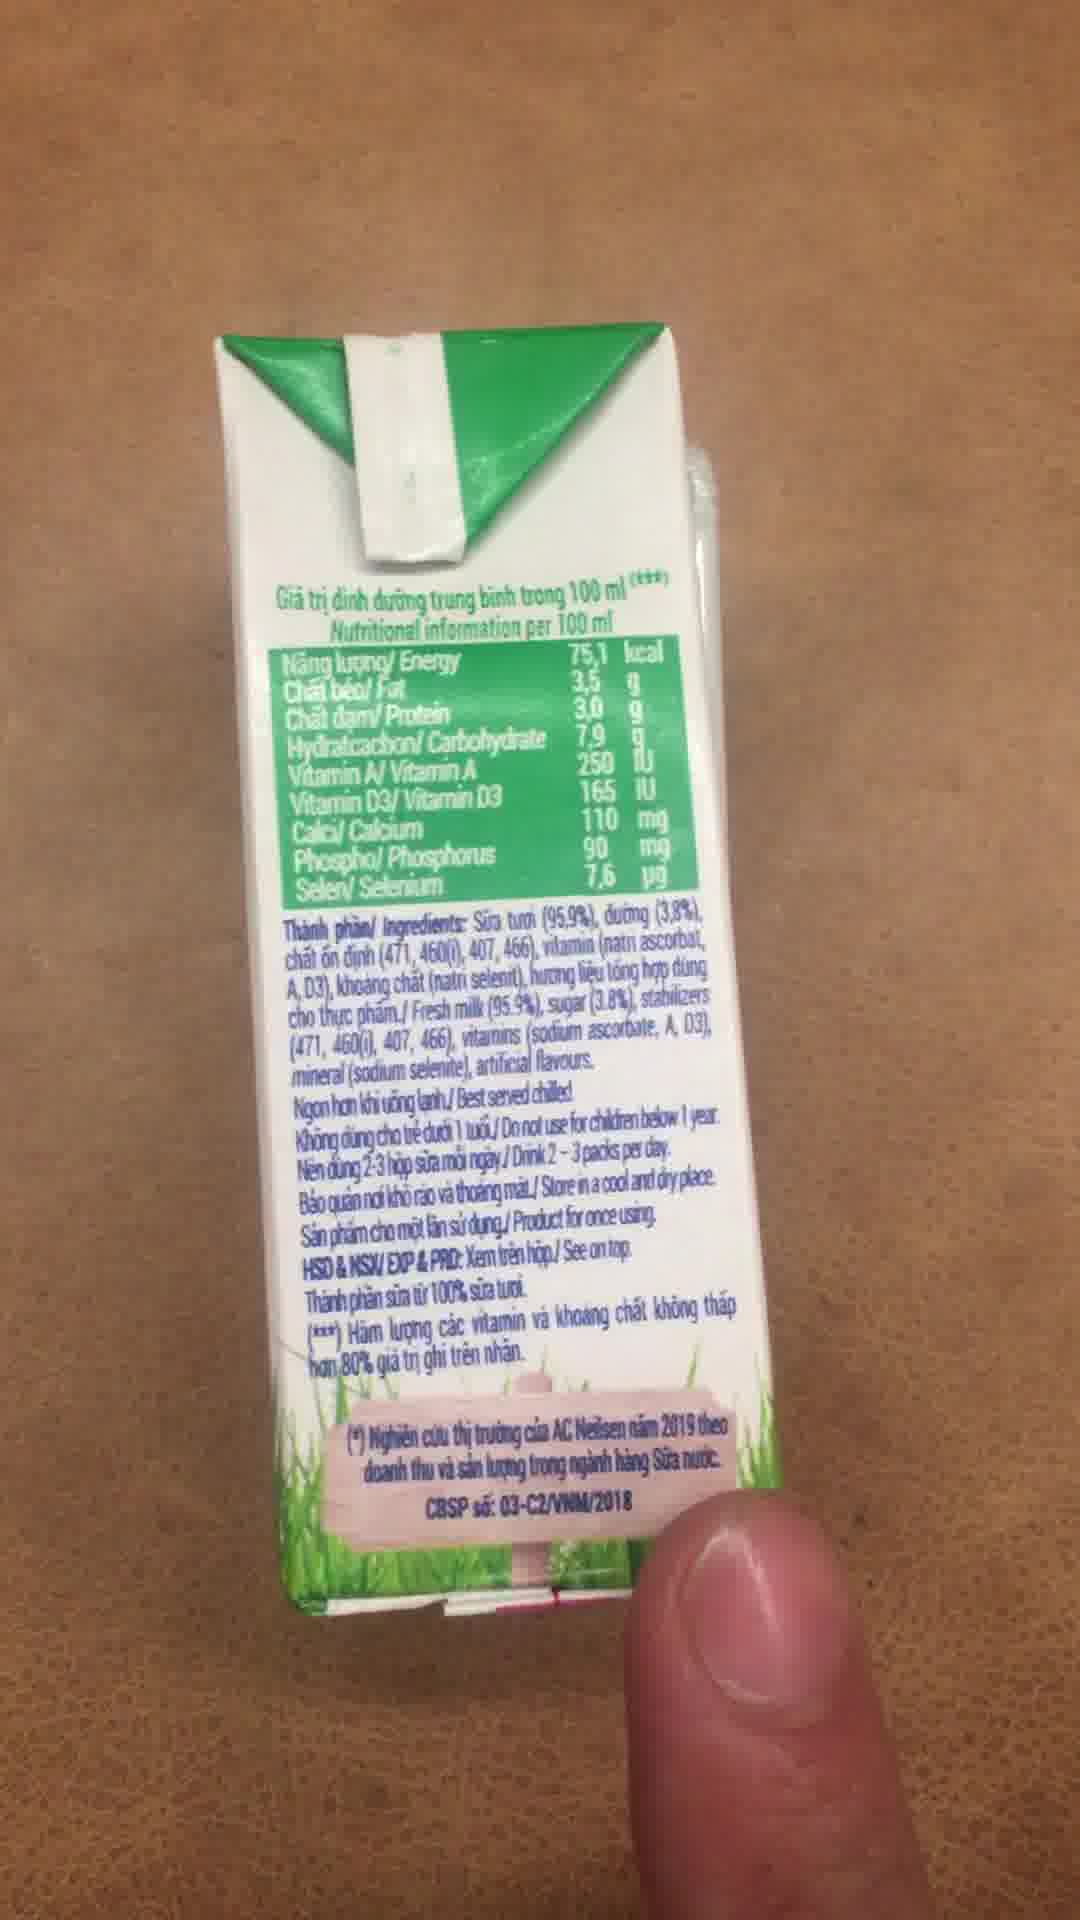 Giá trị dinh dưỡng trung bình trong 100 ml (***)
Nutritional information per 100 ml
Năng lượng/ Energy 75,1 kcal
Chất béo/ Fat 3,5 g
Chất đạm/ Protein 3,0 g
Hydratcacbon/ Carbohydrate 7,9 g
Vitamin A/ Vitamin A 250 IU
Vitamin D3/ Vitamin D3 165 IU
Calci/ Calcium 110 mg
Phospho/ Phosphorus 90 mg
Selen/ Selenium 7,6 µg
Thành phần/ Ingredients: Sữa tươi (95,9%), đường (3,8%),
chất ổn định (471, 460(i), 407, 466), vitamin (natri ascorbat,
A, D3), khoáng chất (natri selenit), hương liệu tổng hợp dùng
cho thực phẩm./ Fresh milk (95.9%), sugar (3.8%), stabilizers
(471, 460(i), 407, 466), vitamins (sodium ascorbate, A, D3),
mineral (sodium selenite), artificial flavours.
Ngon hơn khi uống lạnh./ Best served chilled.
Không dùng cho trẻ dưới 1 tuổi./ Do not use for children below 1 year.
Nên dùng 2-3 hộp sữa mỗi ngày./ Drink 2 - 3 packs per day.
Bảo quản nơi khô ráo và thoáng mát./ Store in a cool and dry place.
Sản phẩm cho một lần sử dụng./ Product for once using.
HSD & NSX/ EXP & PRD: Xem trên hộp./ See on top.
Thành phần sữa từ 100% sữa tươi.
(***) Hàm lượng các vitamin và khoáng chất không thấp
hơn 80% giá trị ghi trên nhãn.
(*) Nghiên cứu thị trường của AC Neilsen năm 2019 theo
doanh thu và sản lượng trong ngành hàng Sữa nước.
CBSP số: 03-C2/VNM/2018